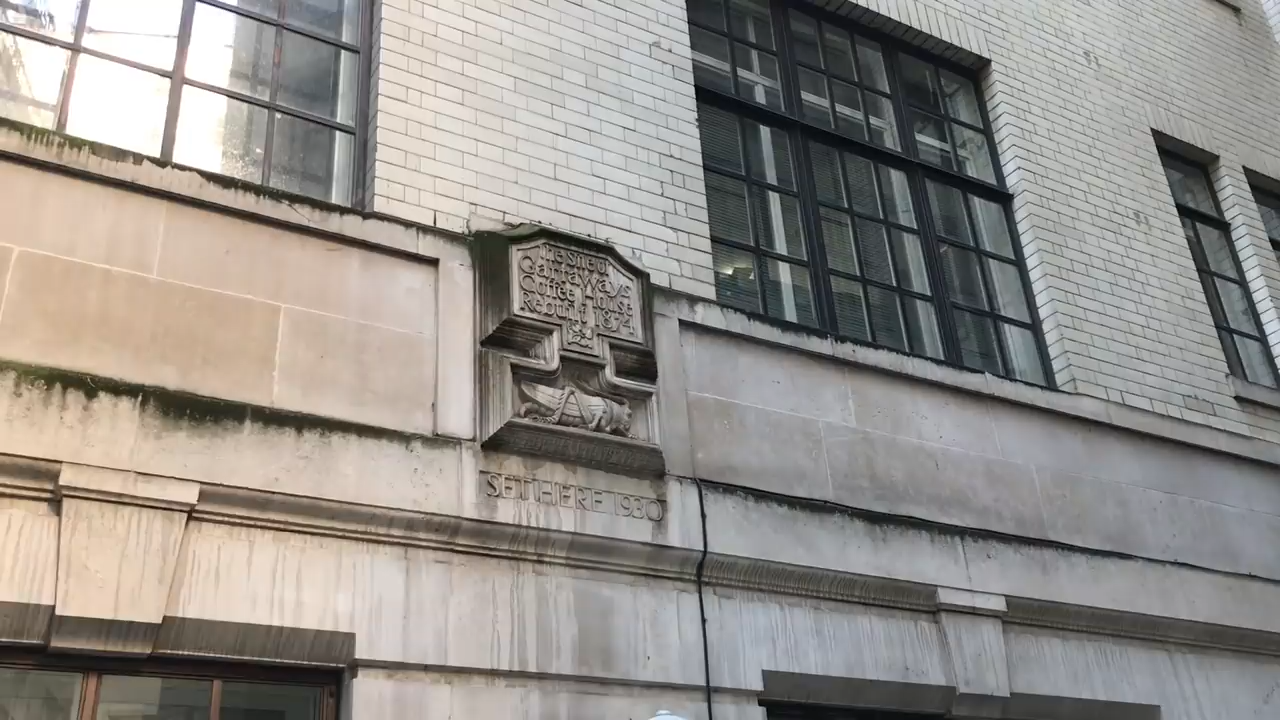 The Site of
Garraways
Coffee House
Rebuilt 1874
SET HERE 1930